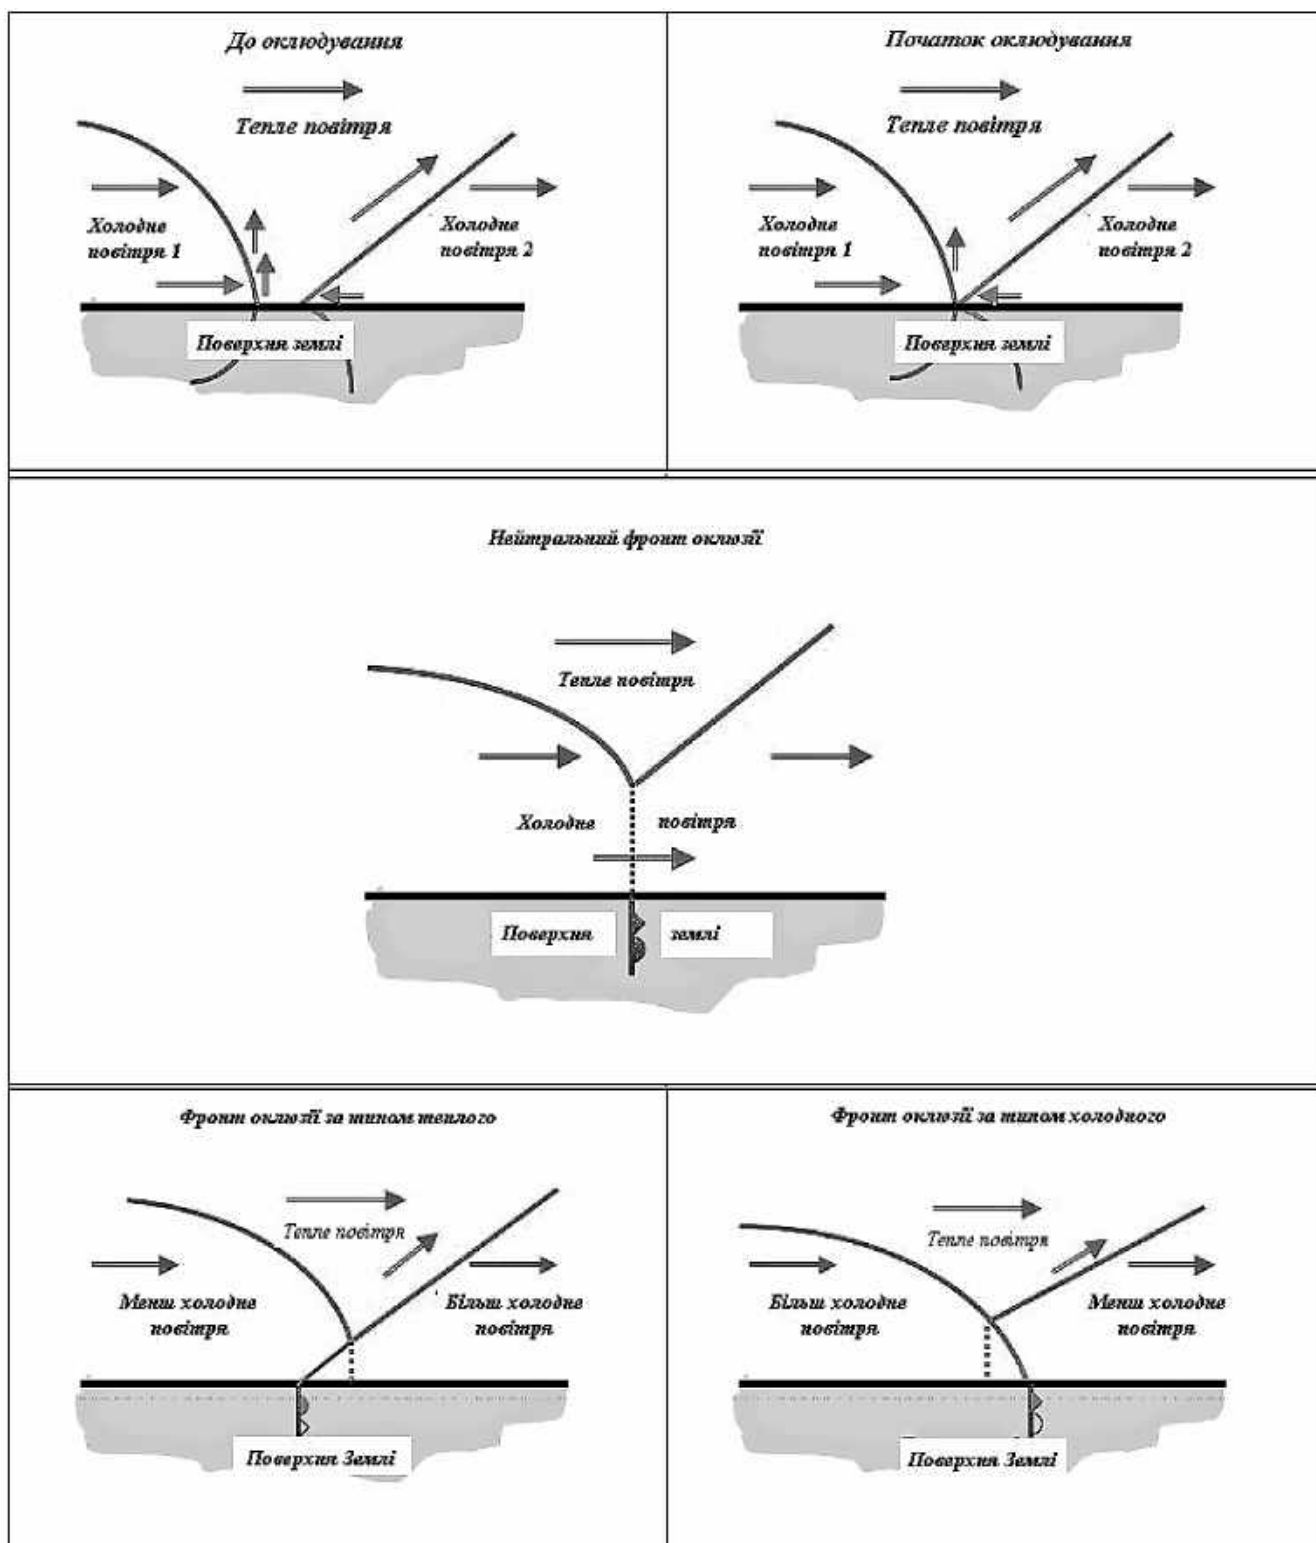 До оклюдування
Тепле повітря
Холодне
повітря 1
Холодне
повітря 2
Поверхня землі
Початок оклюдування
Тепле повітря
Холодне
повітря 1
Холодне
повітря 2
Поверхня землі
Нейтральний фронт оклюзії
Тепле повітря
Холодне повітря
Поверхня землі
Фронт оклюзії за типом теплого
Тепле повітря
Менш холодне
повітря
Більш холодне
повітря
Поверхня Землі
Фронт оклюзії за типом холодного
Тепле повітря
Більш холодне
повітря
Менш холодне
повітря
Поверхня Землі